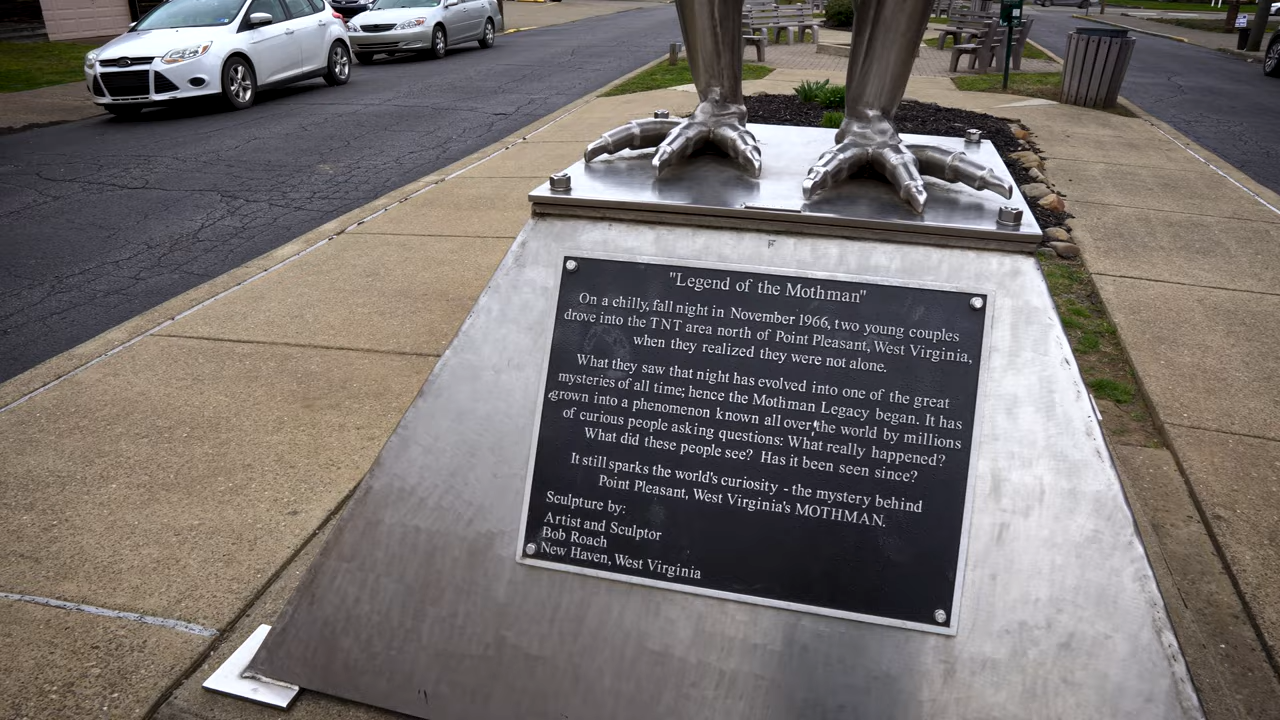 F
"Legend of the Mothman"
On a chilly, fall night in November 1966, two young couples
drove into the TNT area north of Point Pleasant, West Virginia,
when they realized they were not alone.
What they saw that night has evolved into one of the great
mysteries of all time; hence the Mothman Legacy began. It has
grown into a phenomenon known all over the world by millions
of curious people asking questions: What really happened?
What did these people see? Has it been seen since?
It still sparks the world's curiosity - the mystery behind
Point Pleasant, West Virginia's MOTHMAN.
Sculpture by:
Artist and Sculptor
Bob Roach
New Haven, West Virginia